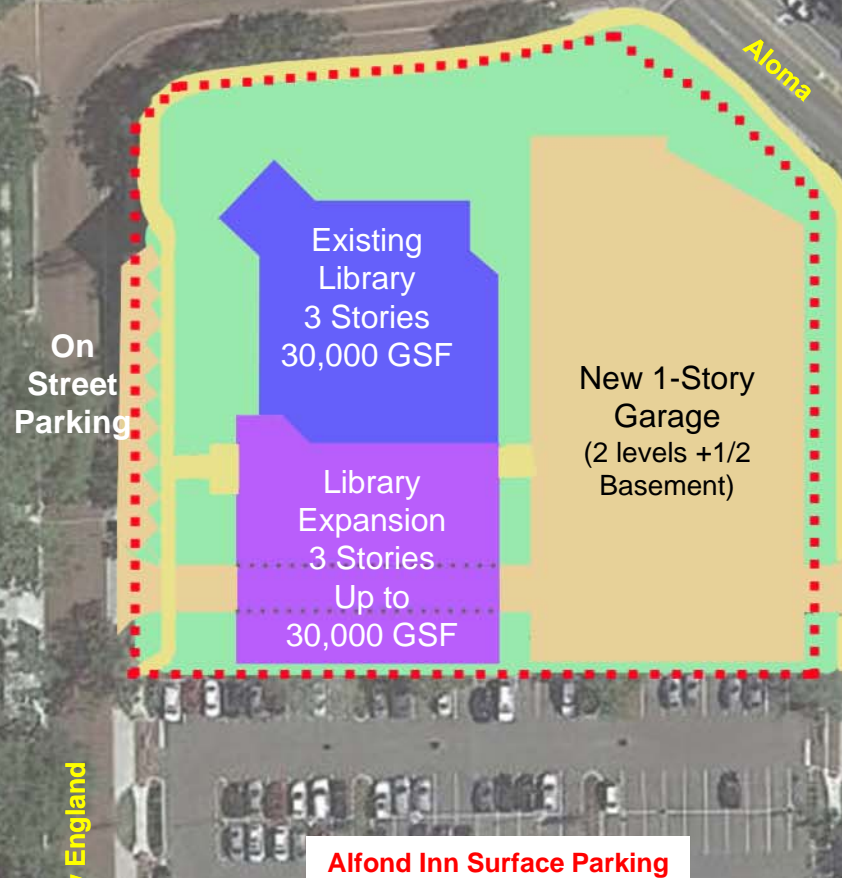 Aloma
Existing
Library
3 Stories
30,000 GSF
On
Street
Parking
New 1-Story
Garage
(2 levels +1/2
Basement)
Library
Expansion
3 Stories
Up to
30,000 GSF
England
Alfond Inn Surface Parking